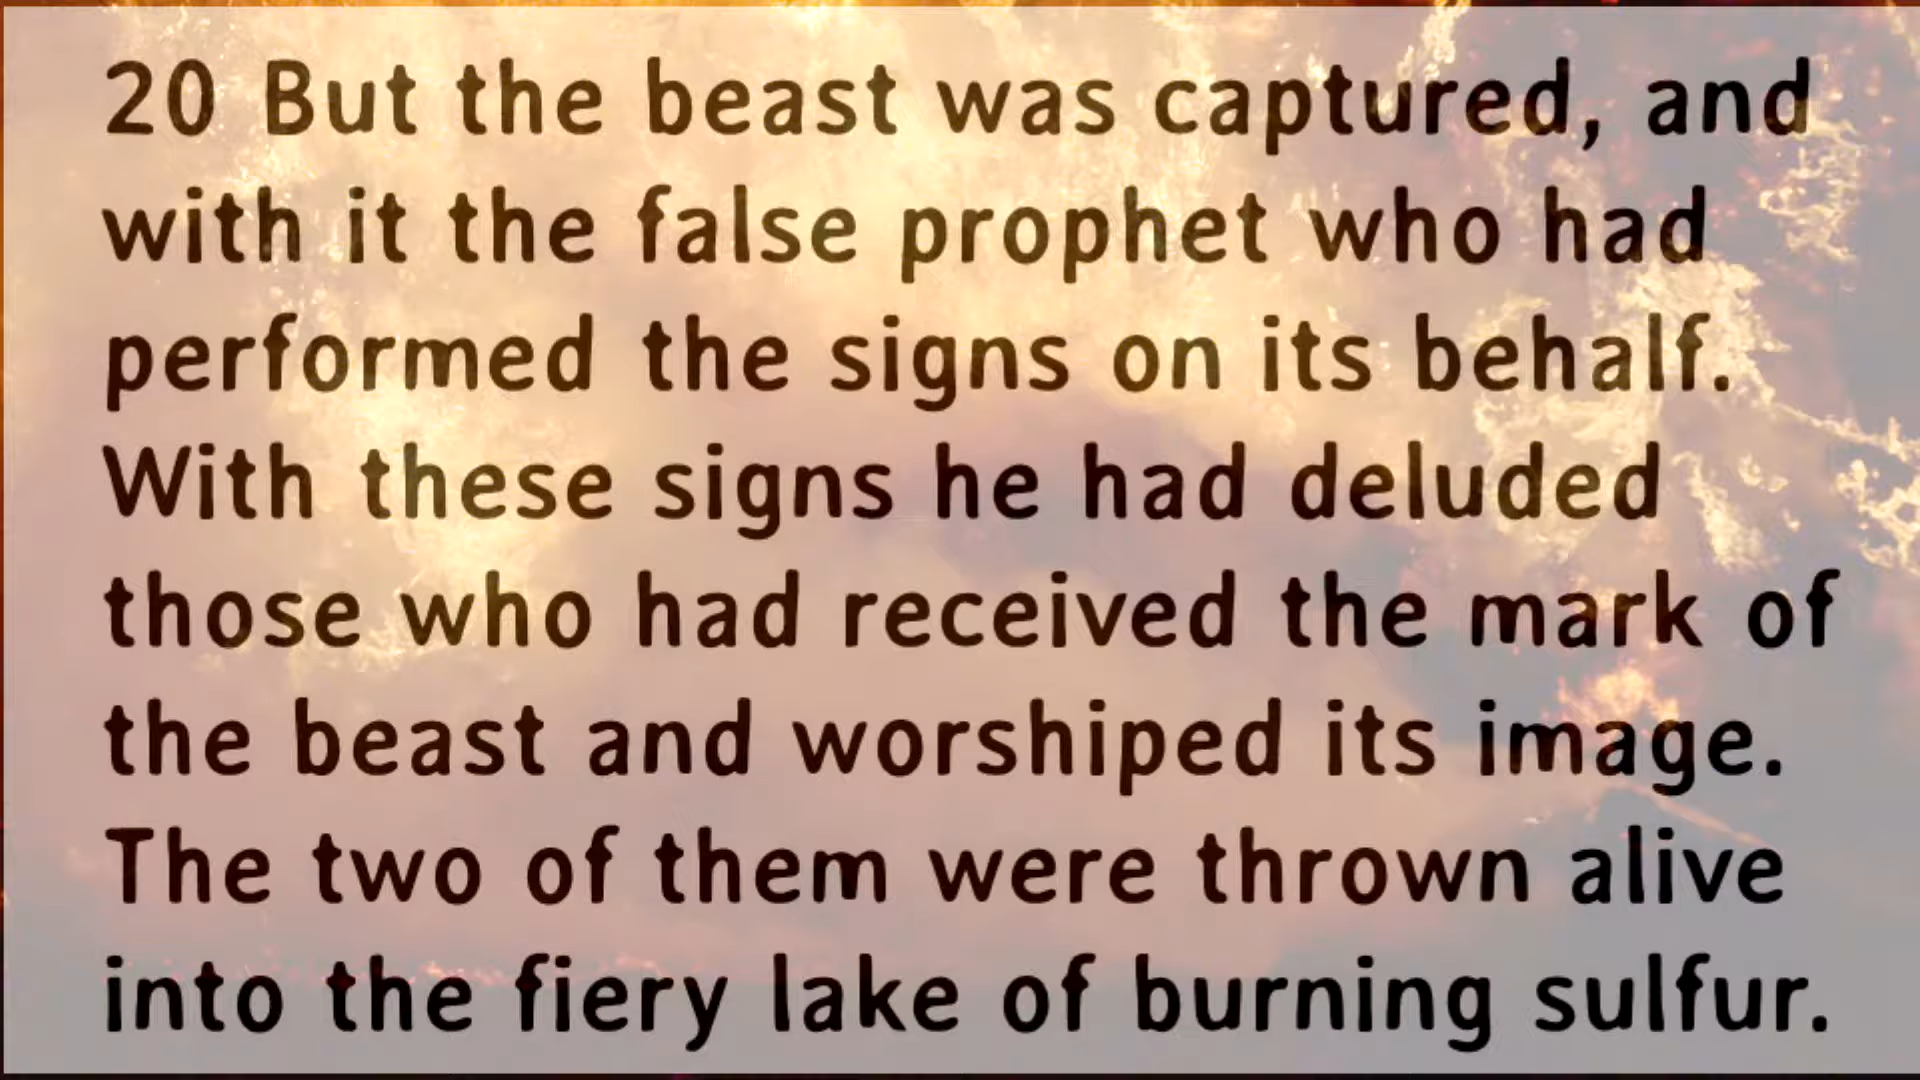 20 But the beast was captured, and
with it the false prophet who had
performed the signs on its behalf.
With these signs he had deluded
those who had received the mark of
the beast and worshiped its image.
The two of them were thrown alive
into the fiery lake of burning sulfur.